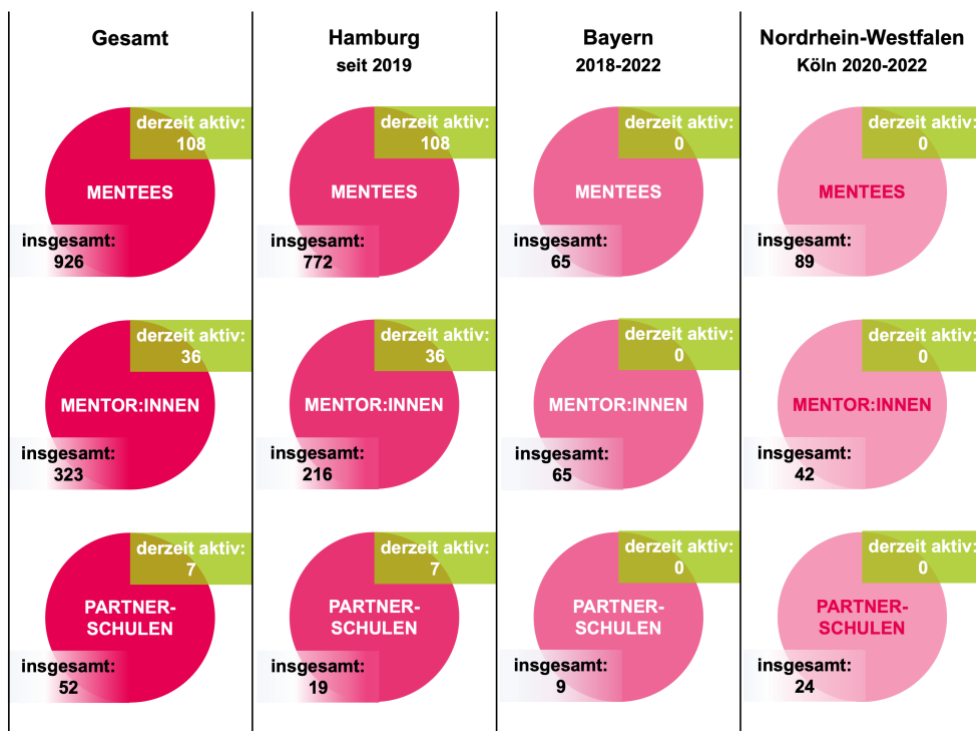 Gesamt
Hamburg
seit 2019
Bayern
2018-2022
Nordrhein-Westfalen
Köln 2020-2022
derzeit aktiv:
108
MENTEES
insgesamt:
926
derzeit aktiv:
108
MENTEES
insgesamt:
772
derzeit aktiv:
0
MENTEES
insgesamt:
65
derzeit aktiv:
0
MENTEES
insgesamt:
89
derzeit aktiv:
36
MENTOR:INNEN
insgesamt:
323
derzeit aktiv:
36
MENTOR:INNEN
insgesamt:
216
derzeit aktiv:
0
MENTOR:INNEN
insgesamt:
65
derzeit aktiv:
0
MENTOR:INNEN
insgesamt:
42
derzeit aktiv:
7
PARTNER-
SCHULEN
insgesamt:
52
derzeit aktiv:
7
PARTNER-
SCHULEN
insgesamt:
19
derzeit aktiv:
0
PARTNER-
SCHULEN
insgesamt:
9
derzeit aktiv:
0
PARTNER-
SCHULEN
insgesamt:
24